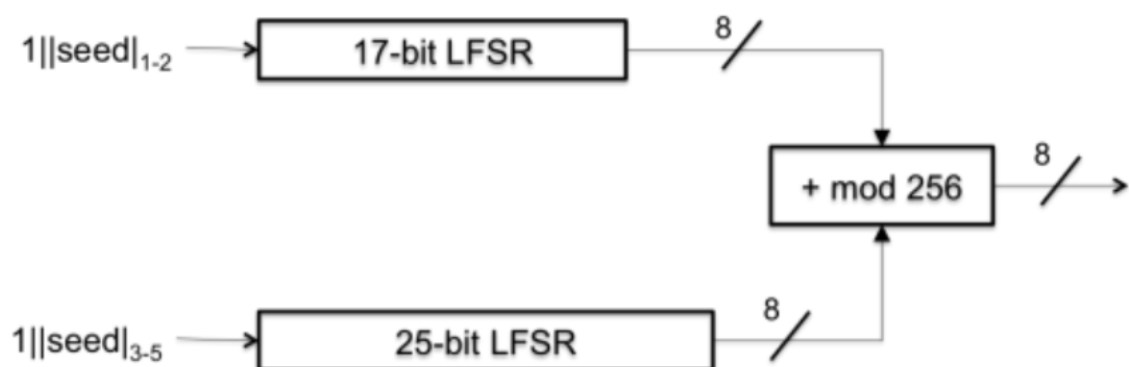 1||seed|1-2
17-bit LFSR
8
+ mod 256
8
1||seed|3-5
25-bit LFSR
8